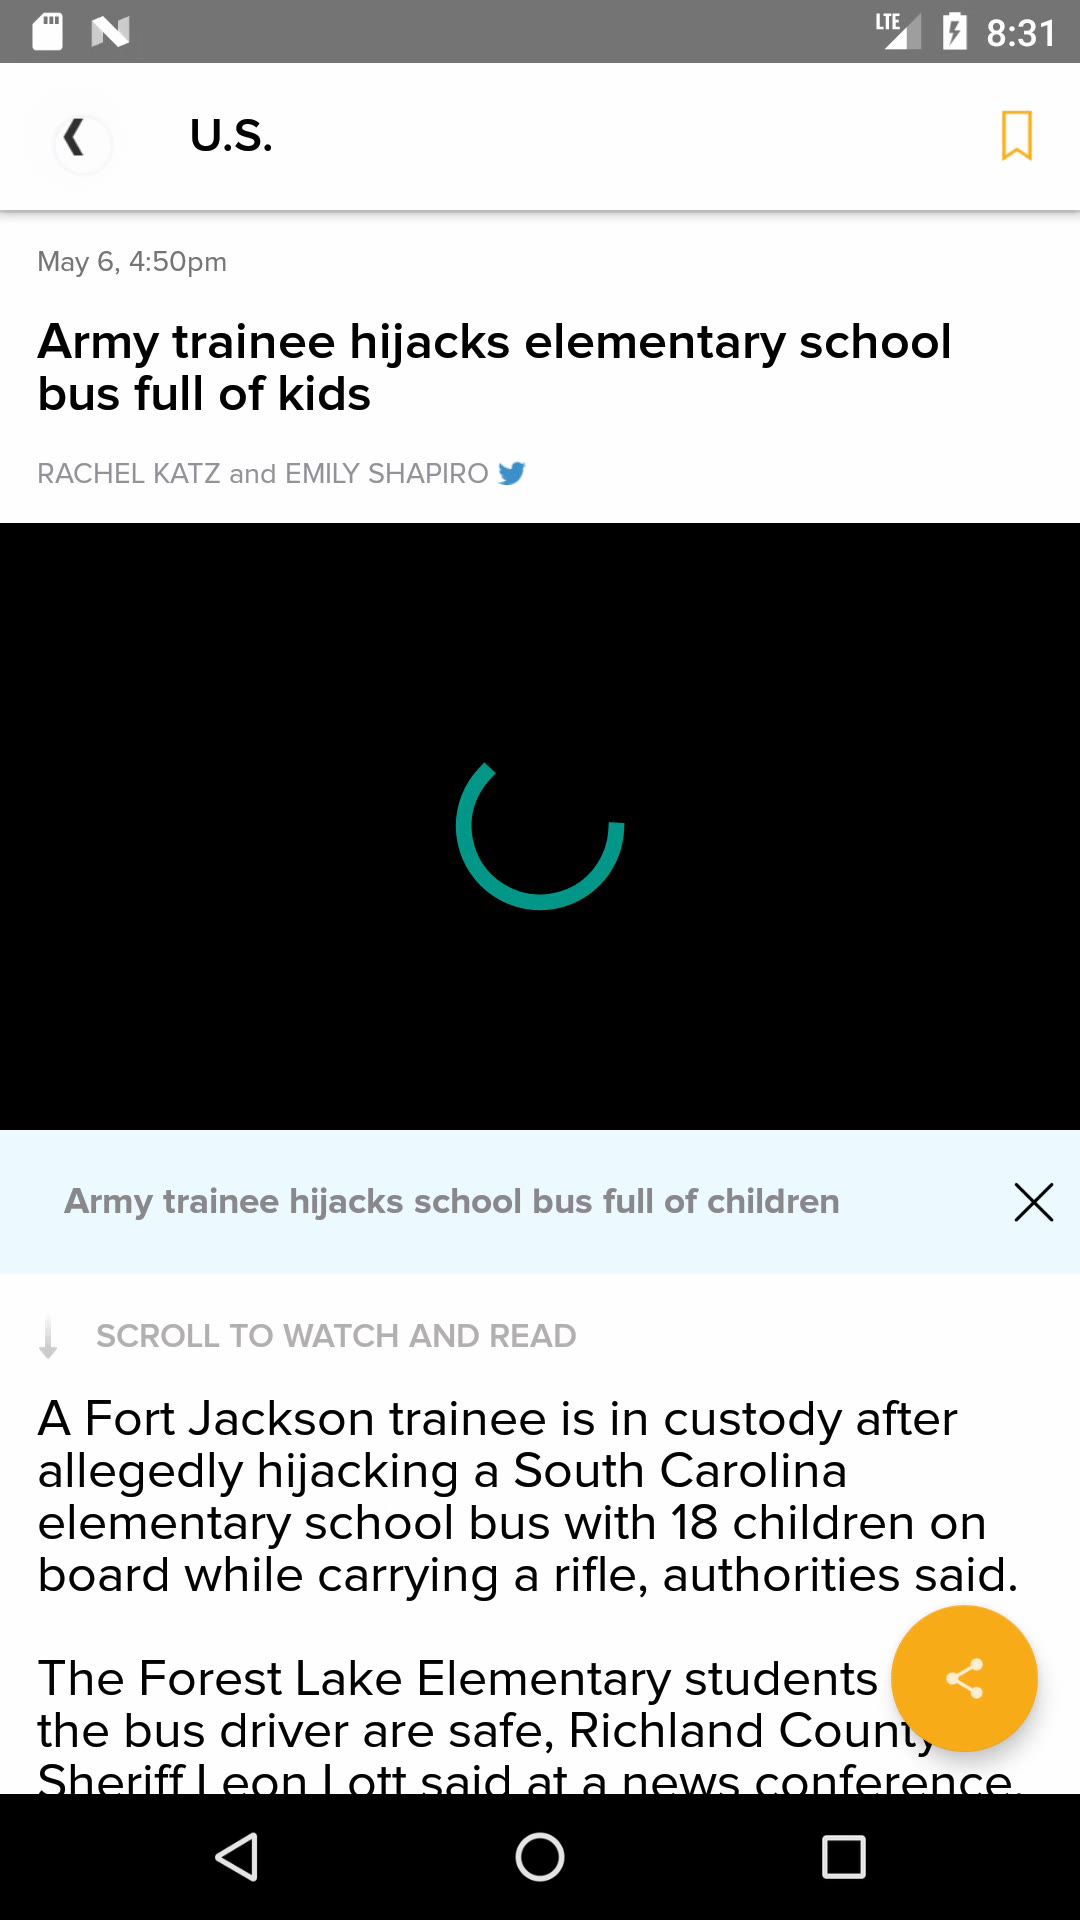 LTE 8:31
U.S.
May 6, 4:50pm
Army trainee hijacks elementary school
bus full of kids
RACHEL KATZ and EMILY SHAPIRO
Army trainee hijacks school bus full of children
SCROLL TO WATCH AND READ
A Fort Jackson trainee is in custody after
allegedly hijacking a South Carolina
elementary school bus with 18 children on
board while carrying a rifle, authorities said.
The Forest Lake Elementary students
the bus driver are safe, Richland County
Sheriff Leon Lott said at a news conference.